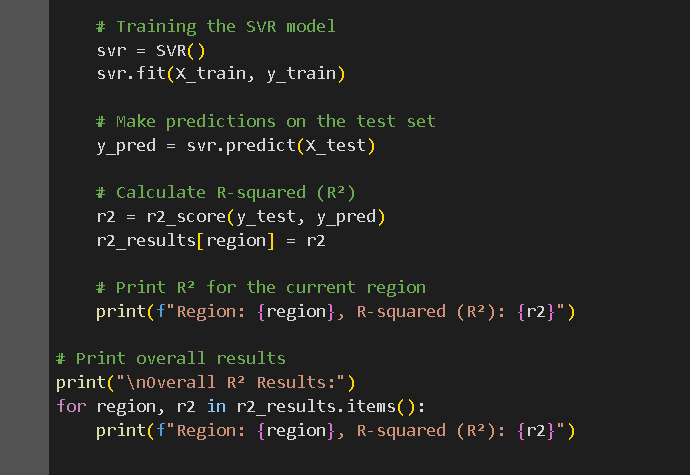 # Training the SVR model
svr = SVR()
svr.fit(X_train, y_train)
# Make predictions on the test set
y_pred = svr.predict(X_test)
# Calculate R-squared (R²)
r2 = r2_score(y_test, y_pred)
r2_results[region] = r2
# Print R² for the current region
print(f"Region: {region}, R-squared (R²): {r2}")
# Print overall results
print("\nOverall R² Results:")
for region, r2 in r2_results.items():
print(f"Region: {region}, R-squared (R²): {r2}")